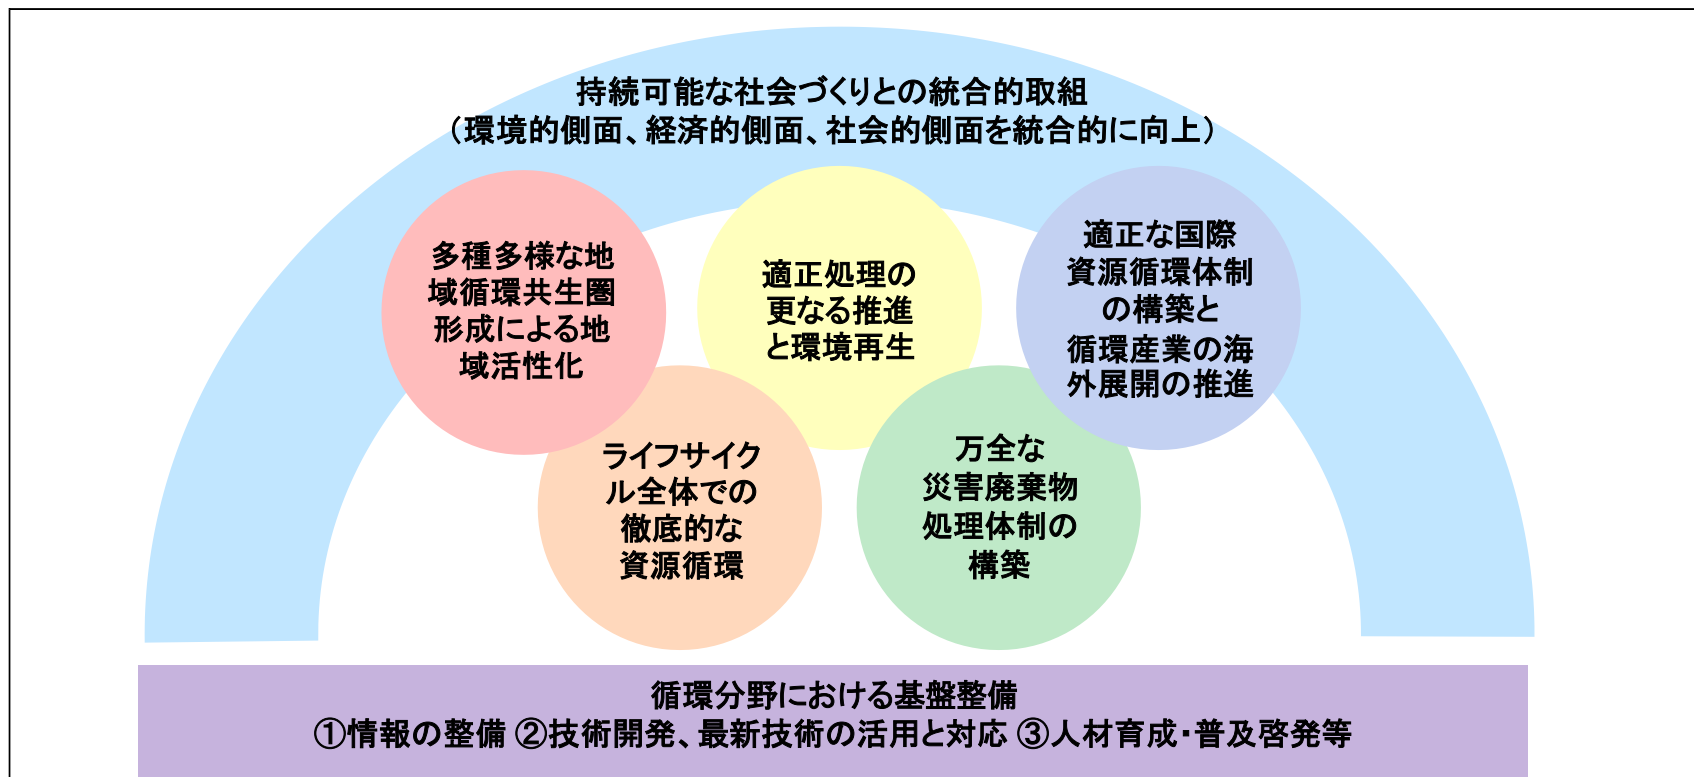 持続可能な社会づくりとの統合的取組
（環境的側面、経済的側面、社会的側面を統合的に向上）
多種多様な地
域循環共生圏
形成による地
域活性化
適正処理の
更なる推進
と環境再生
適正な国際
資源循環体制
の構築と
循環産業の海
外展開の推進
ライフサイク
ル全体での
徹底的な
資源循環
万全な
災害廃棄物
処理体制の
構築
循環分野における基盤整備
①情報の整備 ②技術開発、最新技術の活用と対応 ③人材育成・普及啓発等